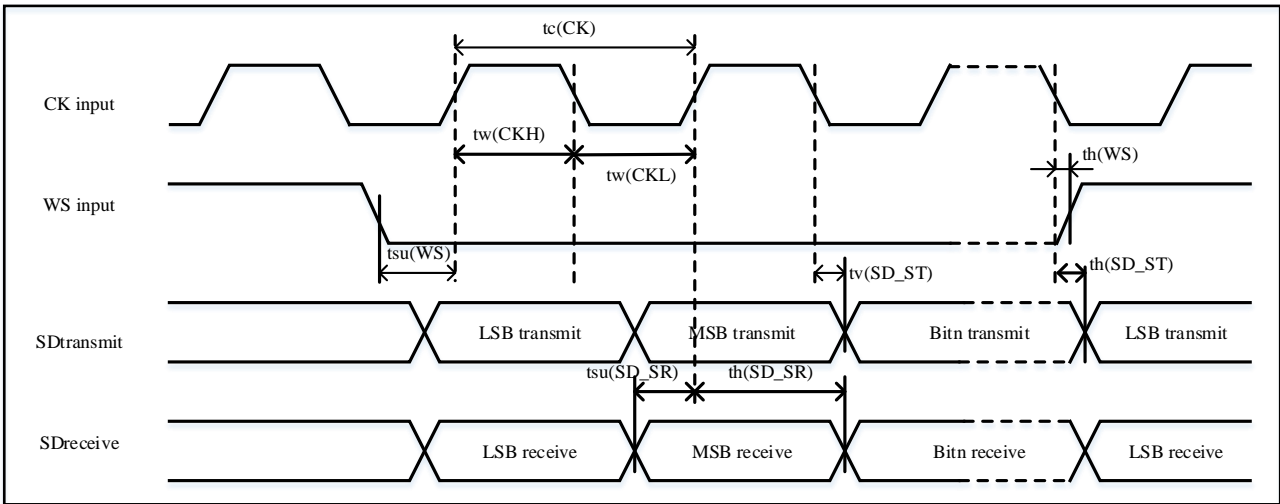 tc(CK)
CK input
tw(CKH)
tw(CKL)
th(WS)
WS input
tsu(WS)
tv(SD_ST)
th(SD_ST)
SDtransmit
LSB transmit
MSB transmit
Bitn transmit
LSB transmit
tsu(SD_SR)
th(SD_SR)
SDreceive
LSB receive
MSB receive
Bitn receive
LSB receive